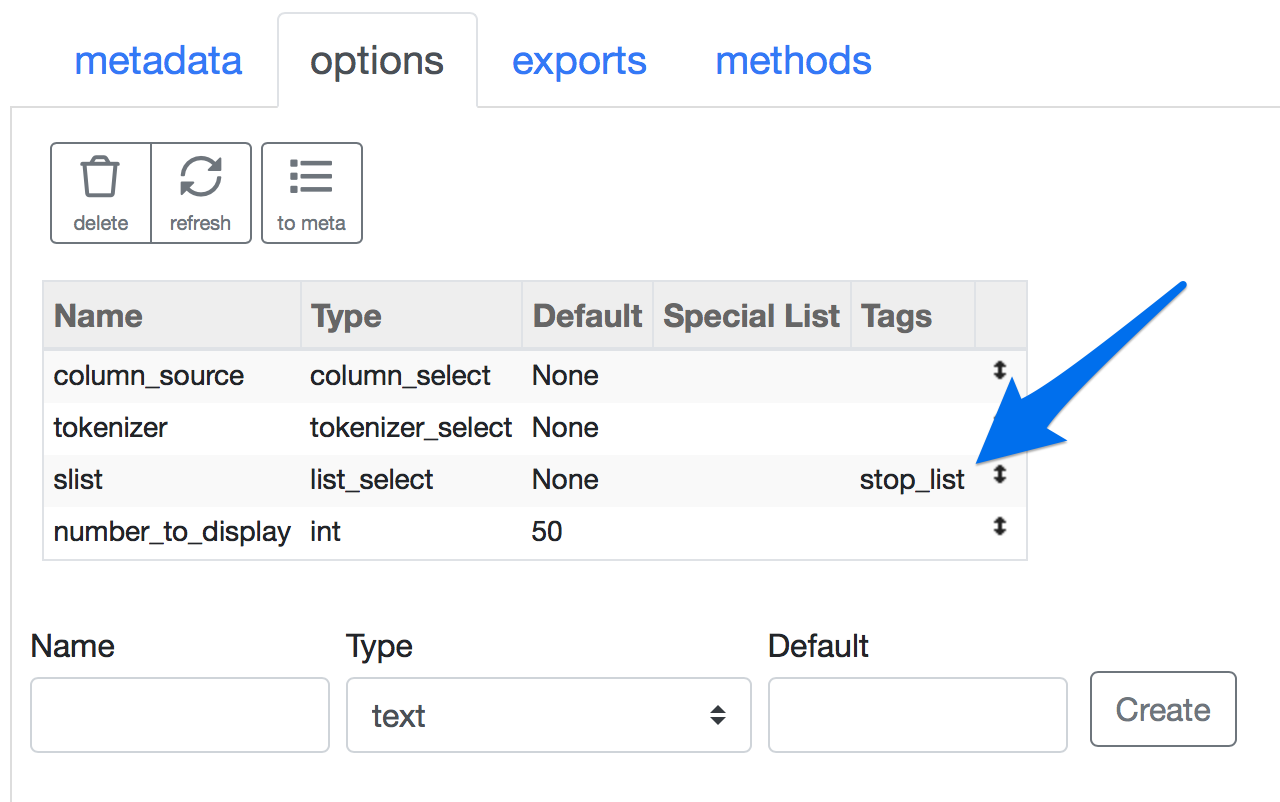 metadata options exports methods
delete refresh to meta
Name Type Default Special List Tags
column_source column_select None
tokenizer tokenizer_select None
slist list_select None stop_list
number_to_display int 50
Name Type Default
text Create